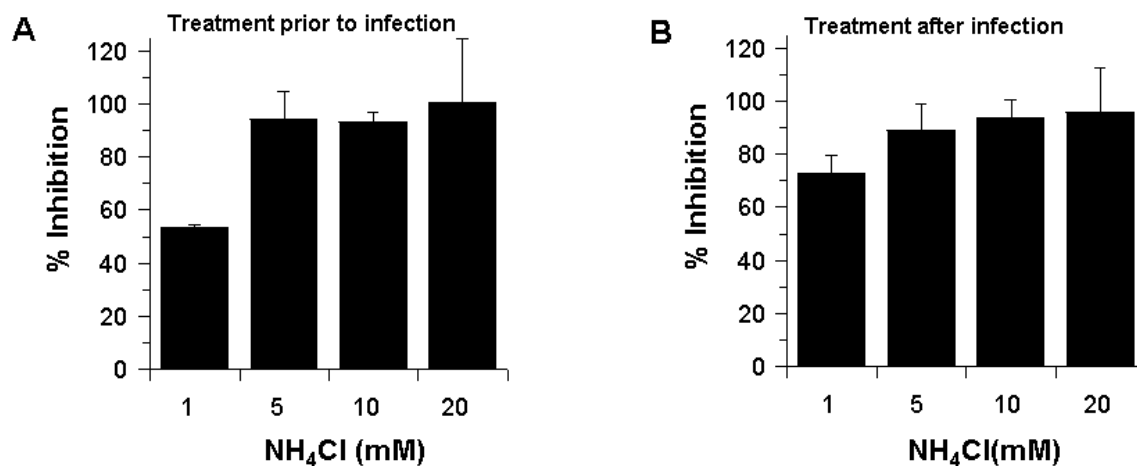 A
Treatment prior to infection
120
100
80
60
40
20
0
% Inhibition
1 5 10 20
NH₄Cl (mM)
B
Treatment after infection
120
100
80
60
40
20
0
% Inhibition
1 5 10 20
NH₄Cl(mM)